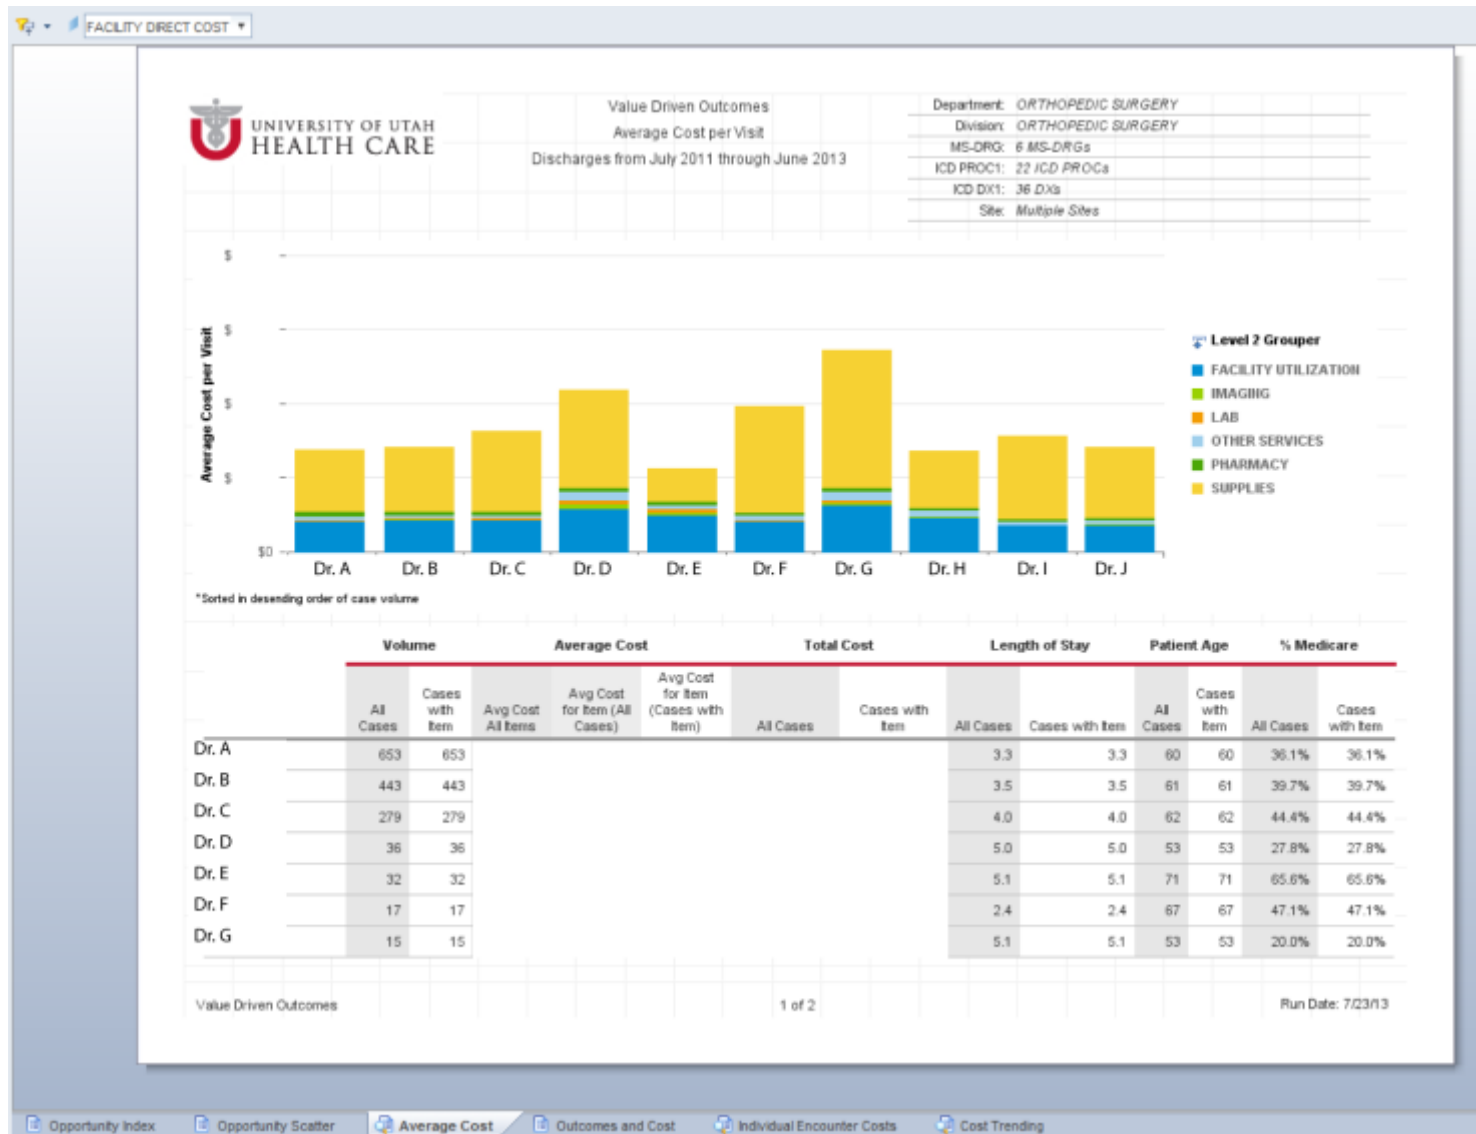 FACILITY DIRECT COST
UNIVERSITY OF UTAH
HEALTH CARE
Value Driven Outcomes
Average Cost per Visit
Discharges from July 2011 through June 2013
Department: ORTHOPEDIC SURGERY
Division: ORTHOPEDIC SURGERY
MS-DRG: 6 MS-DRGs
ICD PROC1: 22 ICD PROCs
ICD DX1: 36 DXs
Site: Multiple Sites
$
$
$
$
$0
Average Cost per Visit
Dr. A Dr. B Dr. C Dr. D Dr. E Dr. F Dr. G Dr. H Dr. I Dr. J
Level 2 Grouper
FACILITY UTILIZATION
IMAGING
LAB
OTHER SERVICES
PHARMACY
SUPPLIES
*Sorted in desending order of case volume
Volume Average Cost Total Cost Length of Stay Patient Age % Medicare
All Cases Cases with Item Avg Cost All Items Avg Cost for Item (All Cases) Avg Cost for Item (Cases with Item) All Cases Cases with Item All Cases Cases with Item All Cases Cases with Item All Cases Cases with Item
Dr. A 653 653 3.3 3.3 60 60 36.1% 36.1%
Dr. B 443 443 3.5 3.5 61 61 39.7% 39.7%
Dr. C 279 279 4.0 4.0 62 62 44.4% 44.4%
Dr. D 36 36 5.0 5.0 53 53 27.8% 27.8%
Dr. E 32 32 5.1 5.1 71 71 65.6% 65.6%
Dr. F 17 17 2.4 2.4 67 67 47.1% 47.1%
Dr. G 15 15 5.1 5.1 53 53 20.0% 20.0%
Value Driven Outcomes 1 of 2 Run Date: 7/23/13
Opportunity Index Opportunity Scatter Average Cost Outcomes and Cost Individual Encounter Costs Cost Trending